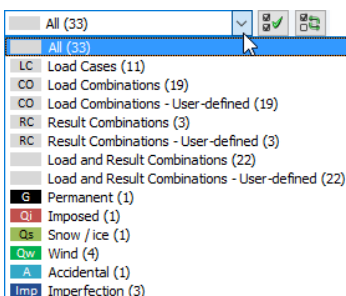 All (33)
All (33)
LC Load Cases (11)
CO Load Combinations (19)
CO Load Combinations - User-defined (19)
RC Result Combinations (3)
RC Result Combinations - User-defined (3)
Load and Result Combinations (22)
Load and Result Combinations - User-defined (22)
G Permanent (1)
Qi Imposed (1)
Qs Snow / ice (1)
Qw Wind (4)
A Accidental (1)
Imp Imperfection (3)